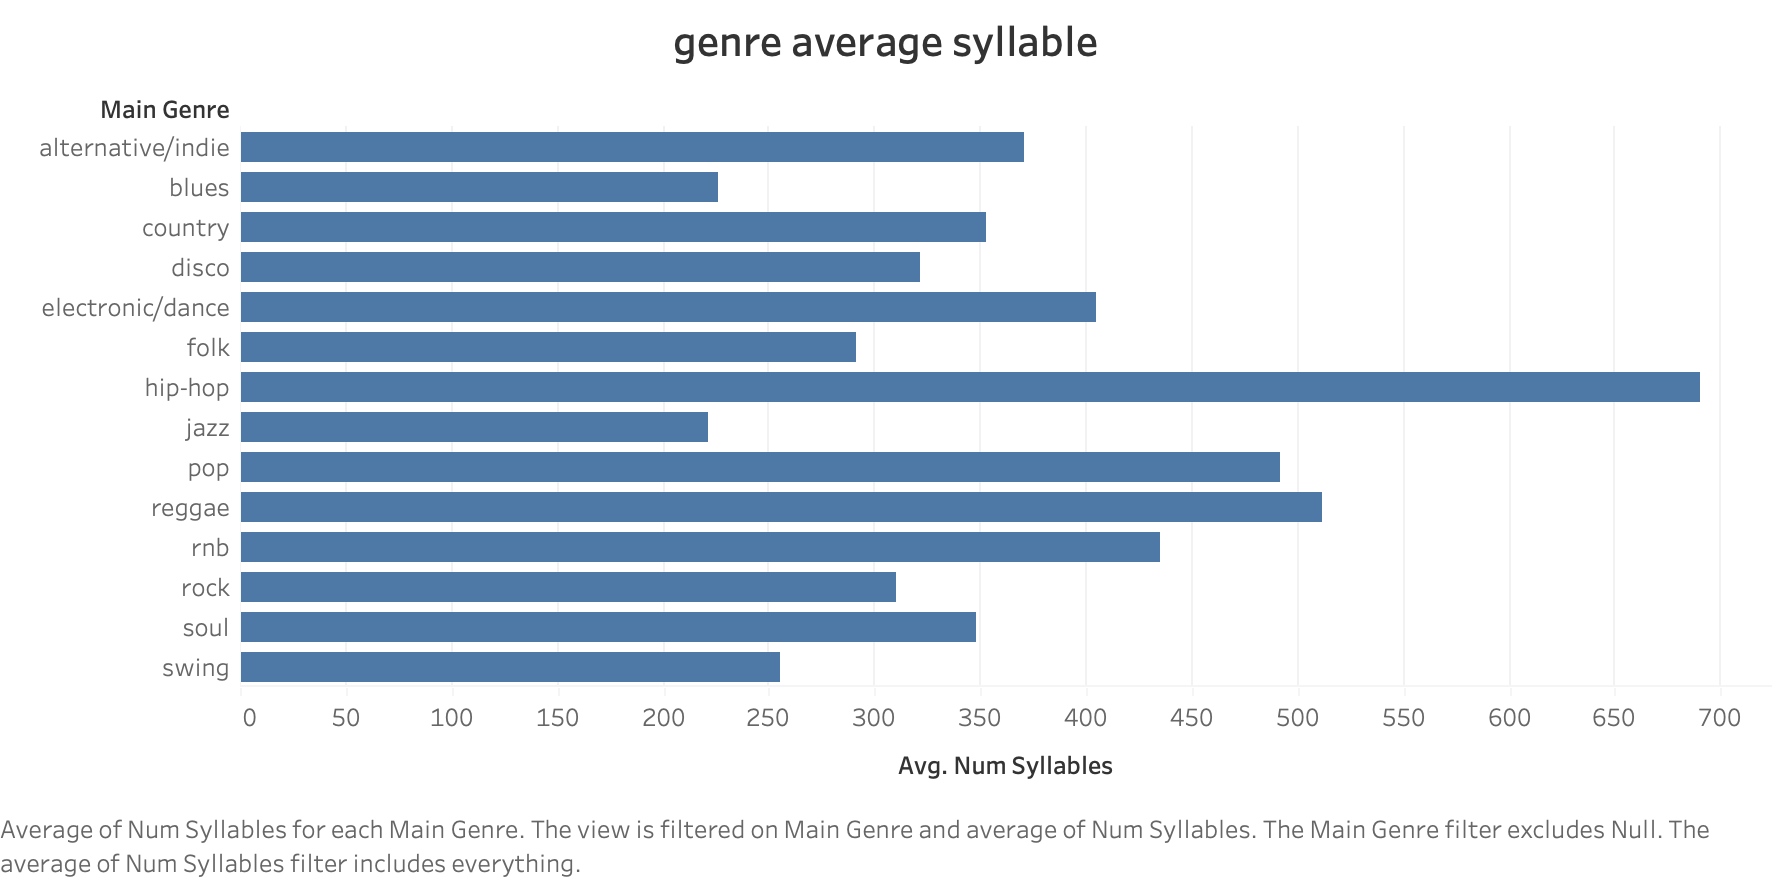 genre average syllable
Main Genre
alternative/indie
blues
country
disco
electronic/dance
folk
hip-hop
jazz
pop
reggae
rnb
rock
soul
swing
0 50 100 150 200 250 300 350 400 450 500 550 600 650 700
Avg. Num Syllables
Average of Num Syllables for each Main Genre. The view is filtered on Main Genre and average of Num Syllables. The Main Genre filter excludes Null. The
average of Num Syllables filter includes everything.